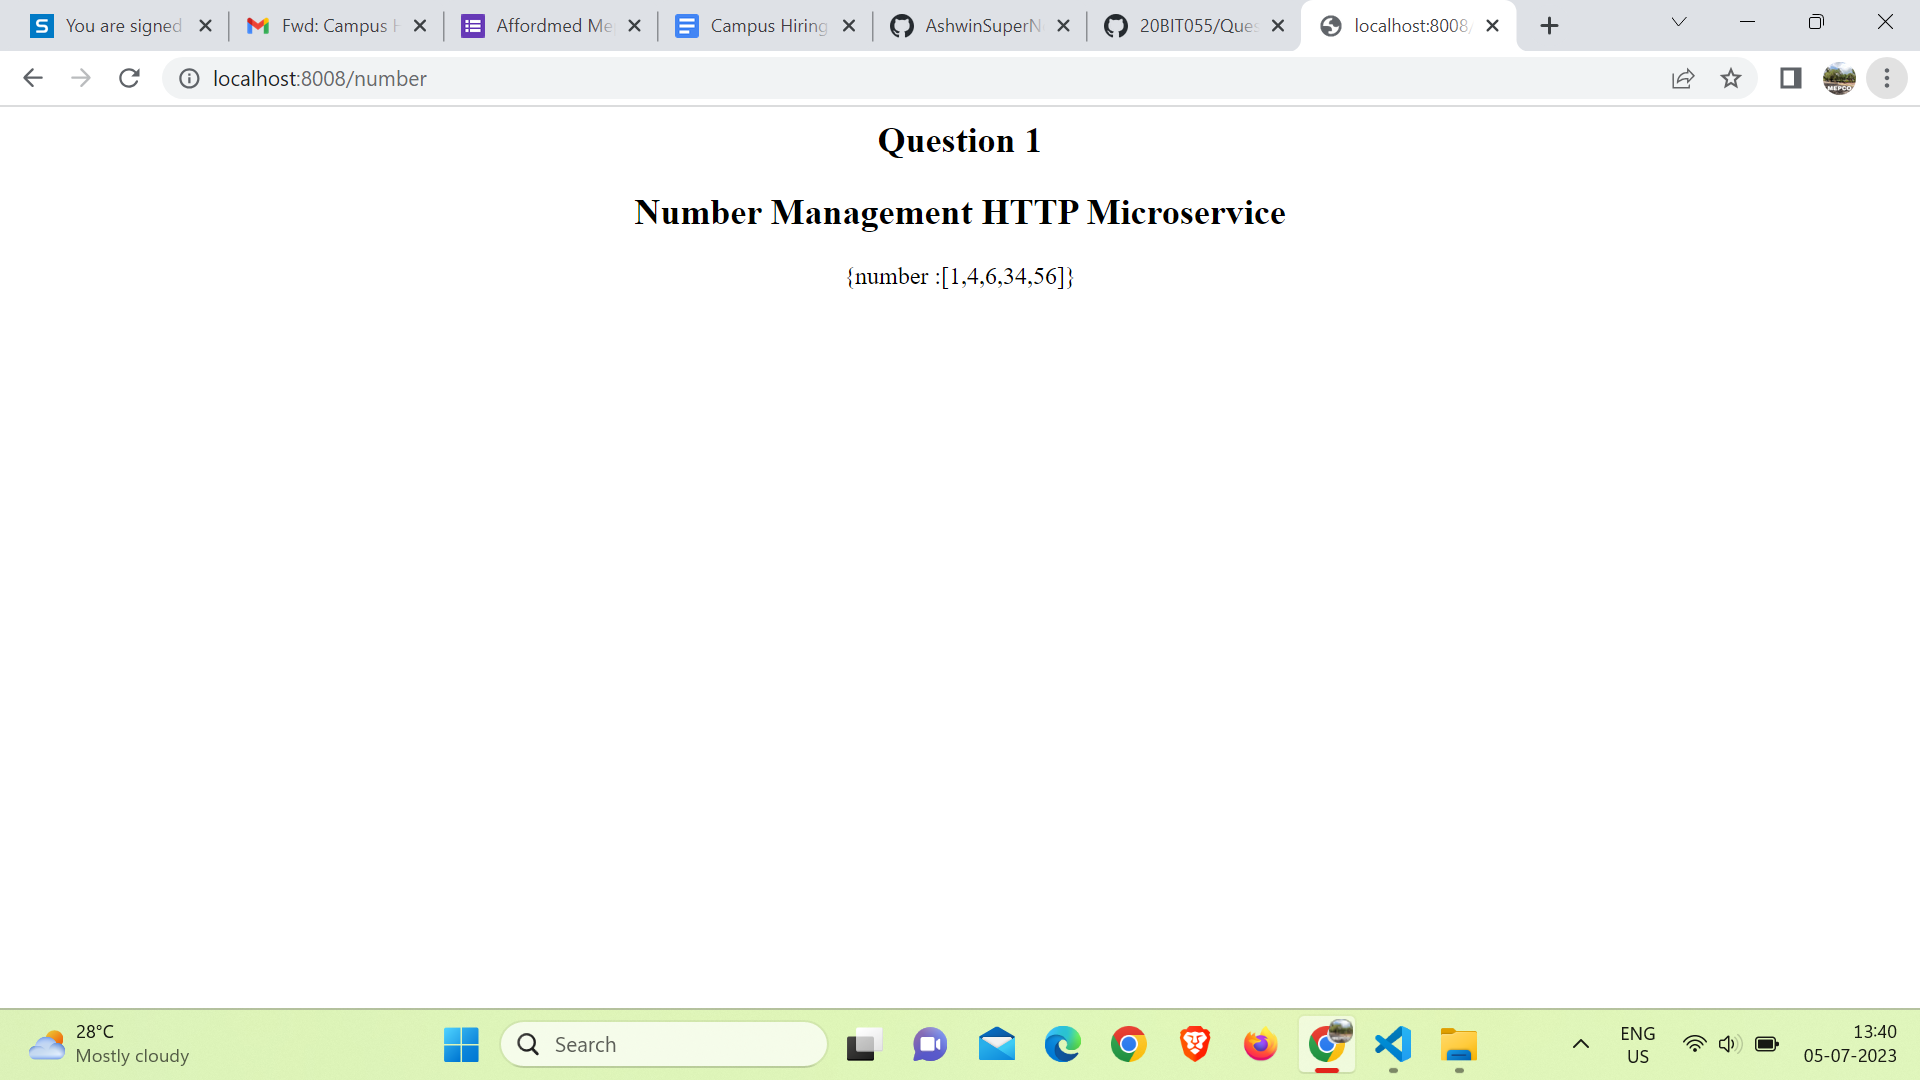 You are signed
Fwd: Campus H
Affordmed Me
Campus Hiring
AshwinSuperN
20BIT055/Ques
localhost:8008/
localhost:8008/number
MEPCO
Question 1
Number Management HTTP Microservice
{number :[1,4,6,34,56]}
28°C
Mostly cloudy
Search
ENG
US
13:40
05-07-2023